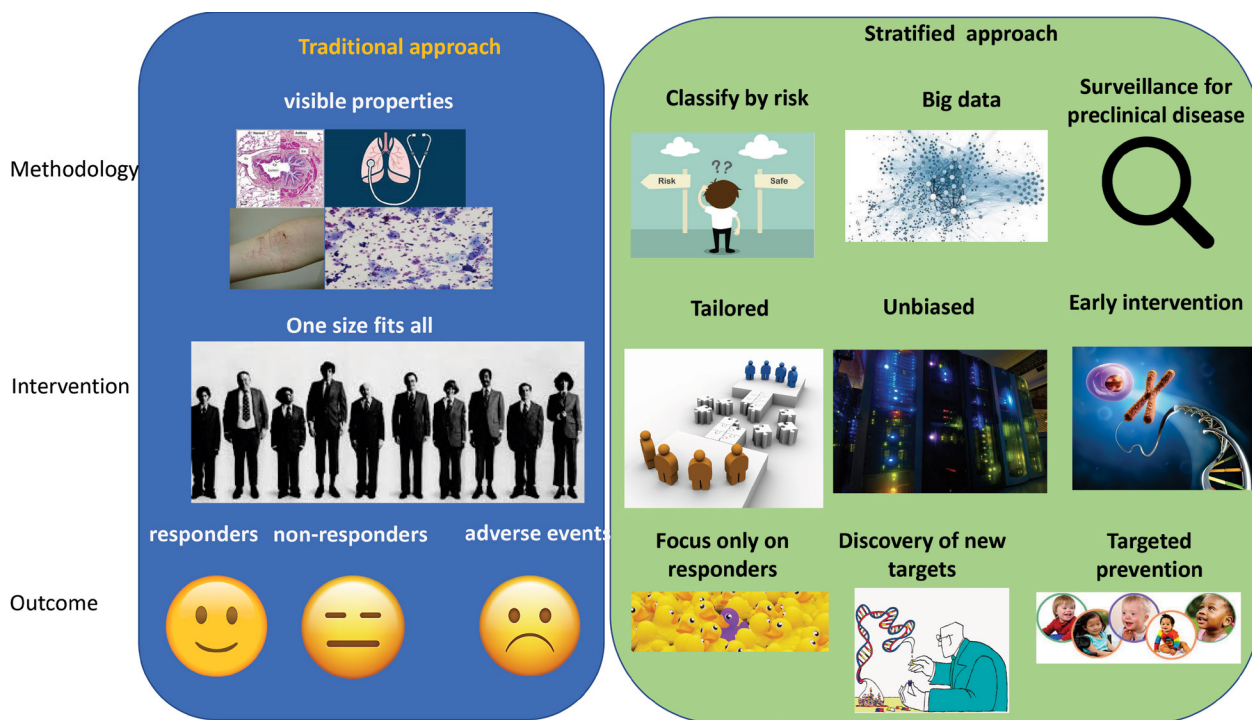 Traditional approach
Stratified approach
Methodology
visible properties
Classify by risk
Big data
Surveillance for
preclinical disease
??
Risk
Safe
Intervention
One size fits all
Tailored
Unbiased
Early intervention
Outcome
responders
non-responders
adverse events
Focus only on
responders
Discovery of new
targets
Targeted
prevention